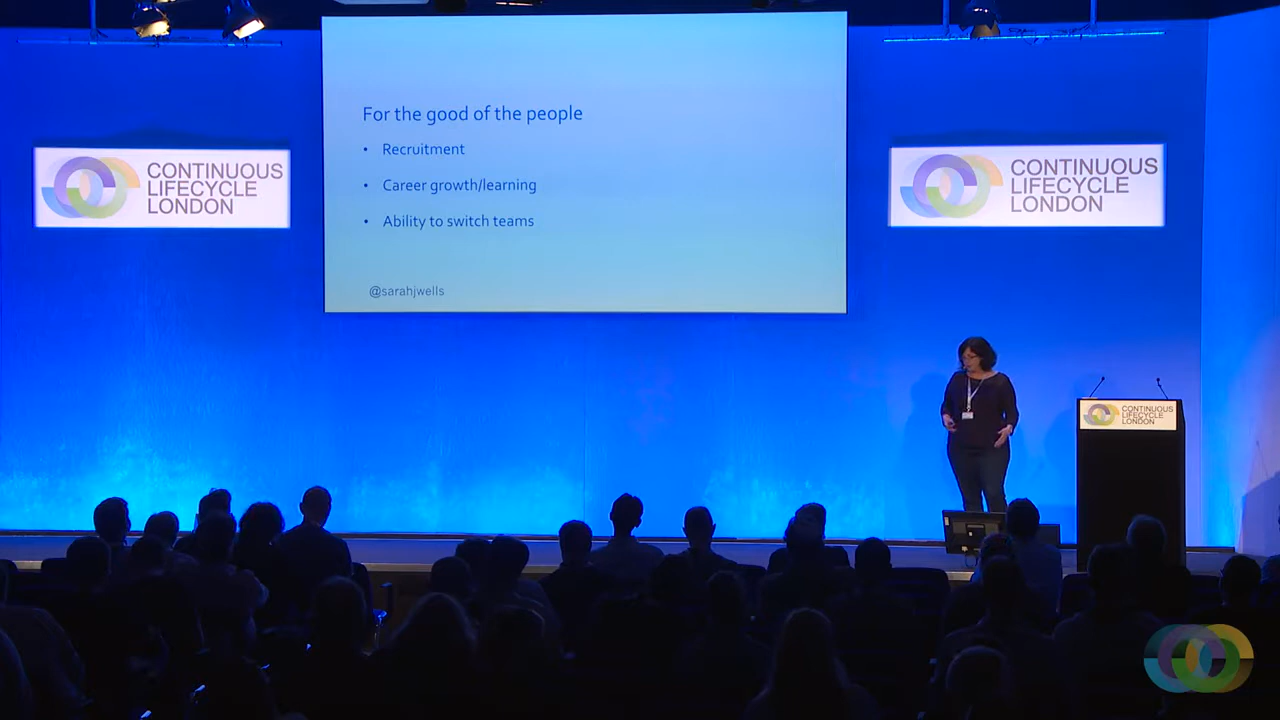 For the good of the people
• Recruitment
• Career growth/learning
• Ability to switch teams
@sarahjwells
CONTINUOUS
LIFECYCLE
LONDON
CONTINUOUS
LIFECYCLE
LONDON
CONTINUOUS
LIFECYCLE
LONDON